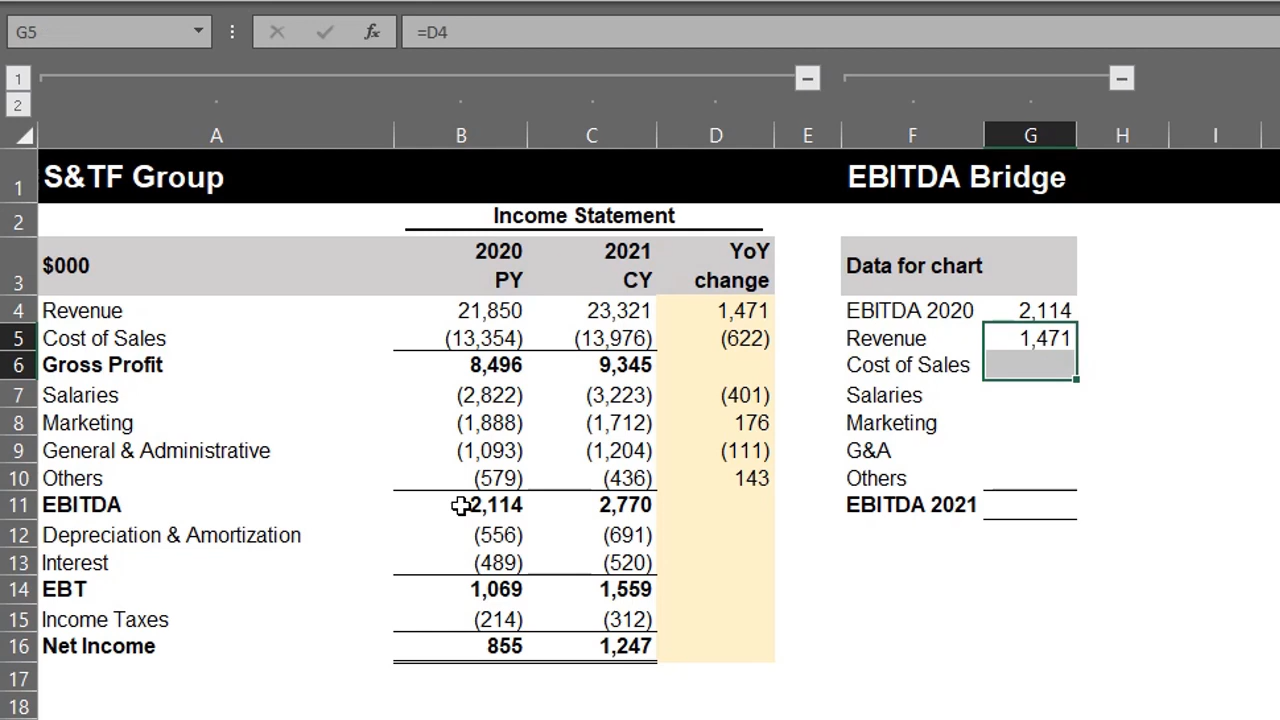 G5 fx =D4
1
2
A B C D E F G H I
1 S&TF Group EBITDA Bridge
2 Income Statement
3 $000 2020 PY 2021 CY YoY change Data for chart
4 Revenue 21,850 23,321 1,471 EBITDA 2020 2,114
5 Cost of Sales (13,354) (13,976) (622) Revenue 1,471
6 Gross Profit 8,496 9,345 Cost of Sales
7 Salaries (2,822) (3,223) (401) Salaries
8 Marketing (1,888) (1,712) 176 Marketing
9 General & Administrative (1,093) (1,204) (111) G&A
10 Others (579) (436) 143 Others
11 EBITDA 2,114 2,770 EBITDA 2021
12 Depreciation & Amortization (556) (691)
13 Interest (489) (520)
14 EBT 1,069 1,559
15 Income Taxes (214) (312)
16 Net Income 855 1,247
17
18